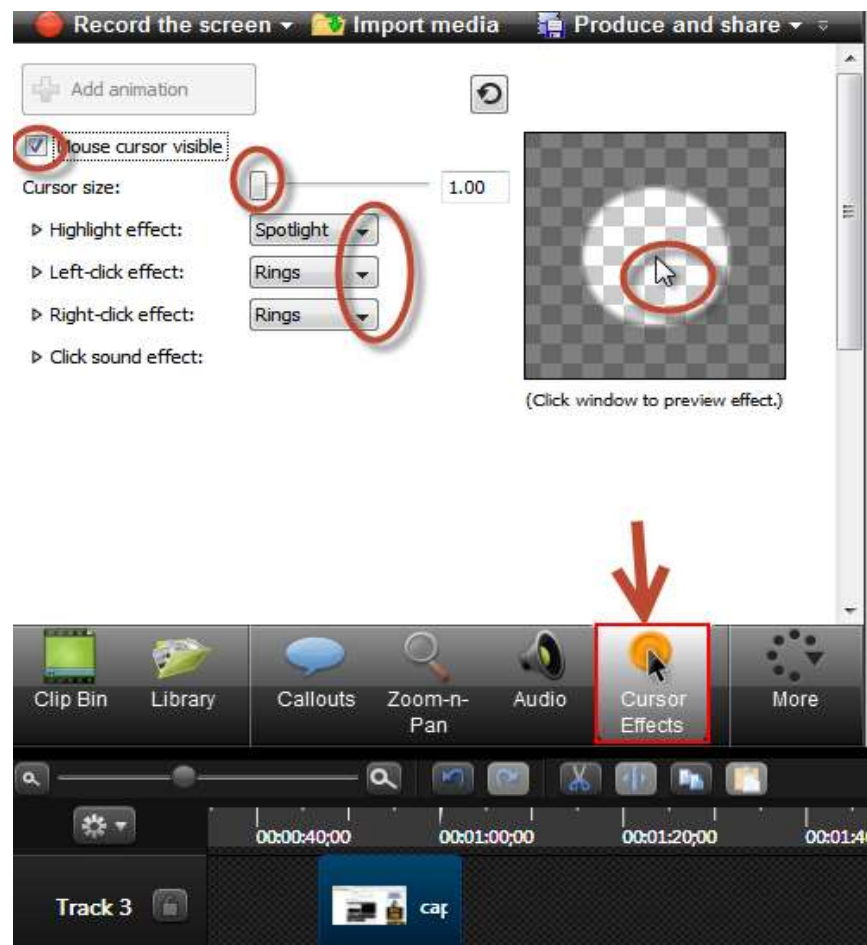 Record the screen Import media Produce and share
Add animation
Mouse cursor visible
Cursor size: 1.00
Highlight effect: Spotlight
Left-click effect: Rings
Right-click effect: Rings
Click sound effect:
(Click window to preview effect.)
Clip Bin Library Callouts Zoom-n-Pan Audio Cursor Effects More
00:00:40;00 00:01:00;00 00:01:20;00 00:01:4
Track 3 cap